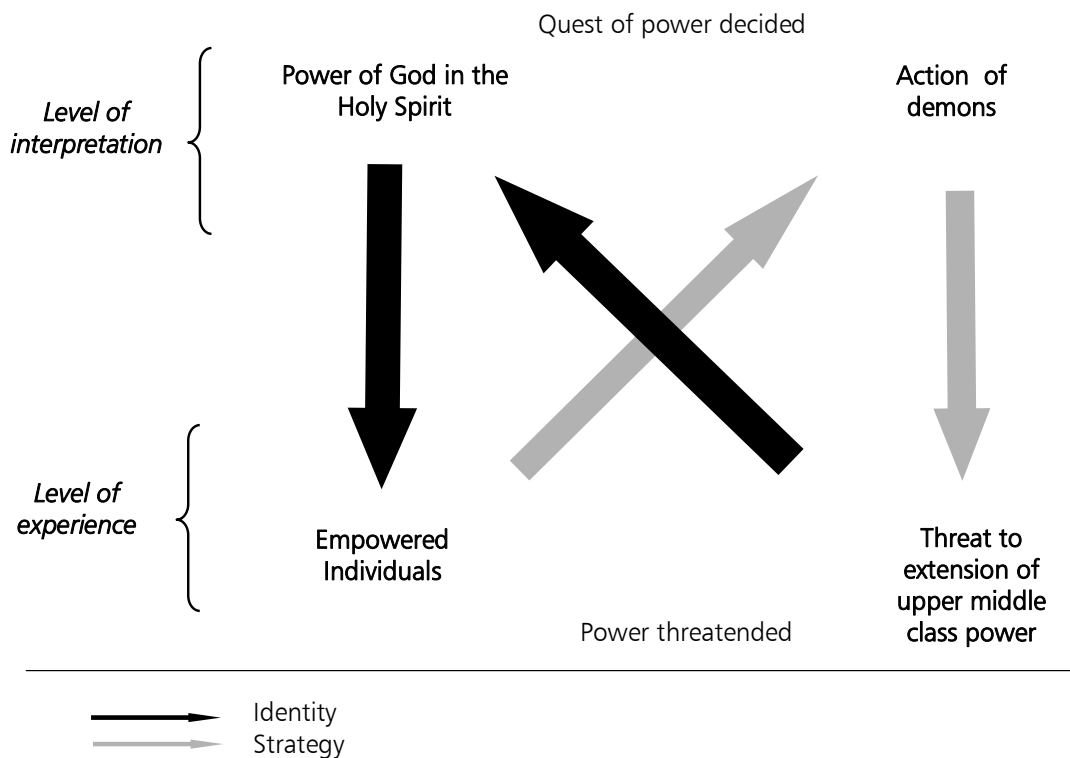 Quest of power decided
Power of God in the
Holy Spirit
Action of
demons
Level of
interpretation
Level of
experience
Empowered
Individuals
Threat to
extension of
upper middle
class power
Power threatended
Identity
Strategy